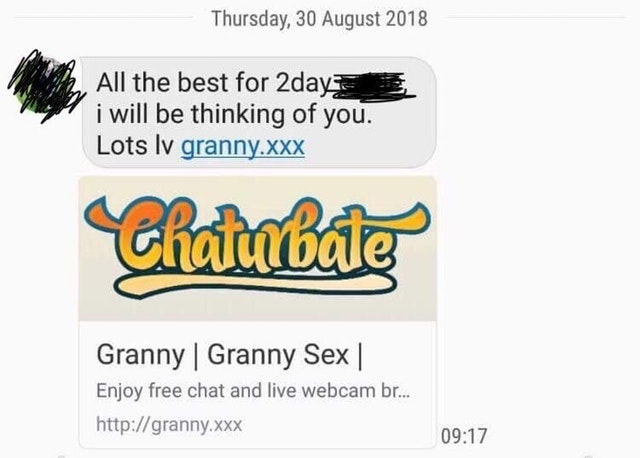 Thursday, 30 August 2018
All the best for 2day
i will be thinking of you.
Lots lv granny.xxx
Chaturbate
Granny | Granny Sex |
Enjoy free chat and live webcam br...
http://granny.xxx
09:17